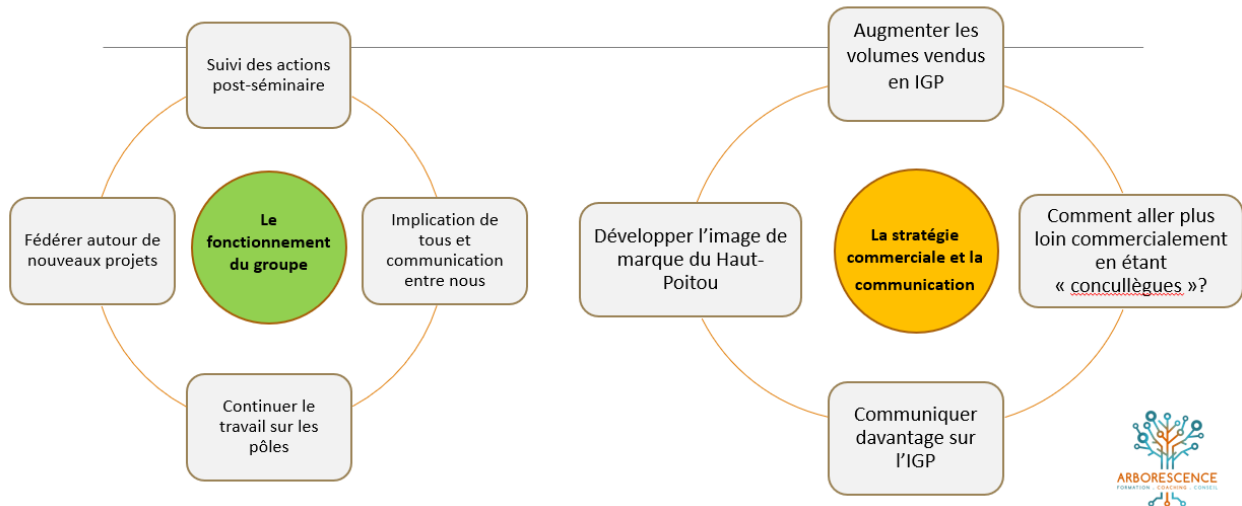 Suivi des actions
post-séminaire
Fédérer autour de
nouveaux projets
Le
fonctionnement
du groupe
Implication de
tous et
communication
entre nous
Continuer le
travail sur les
pôles
Augmenter les
volumes vendus
en IGP
Développer l'image de
marque du Haut-
Poitou
La stratégie
commerciale et la
communication
Comment aller plus
loin commercialement
en étant
« concullègues »?
Communiquer
davantage sur
l'IGP
ARBORESCENCE
FORMATION . COACHING . CONSEIL